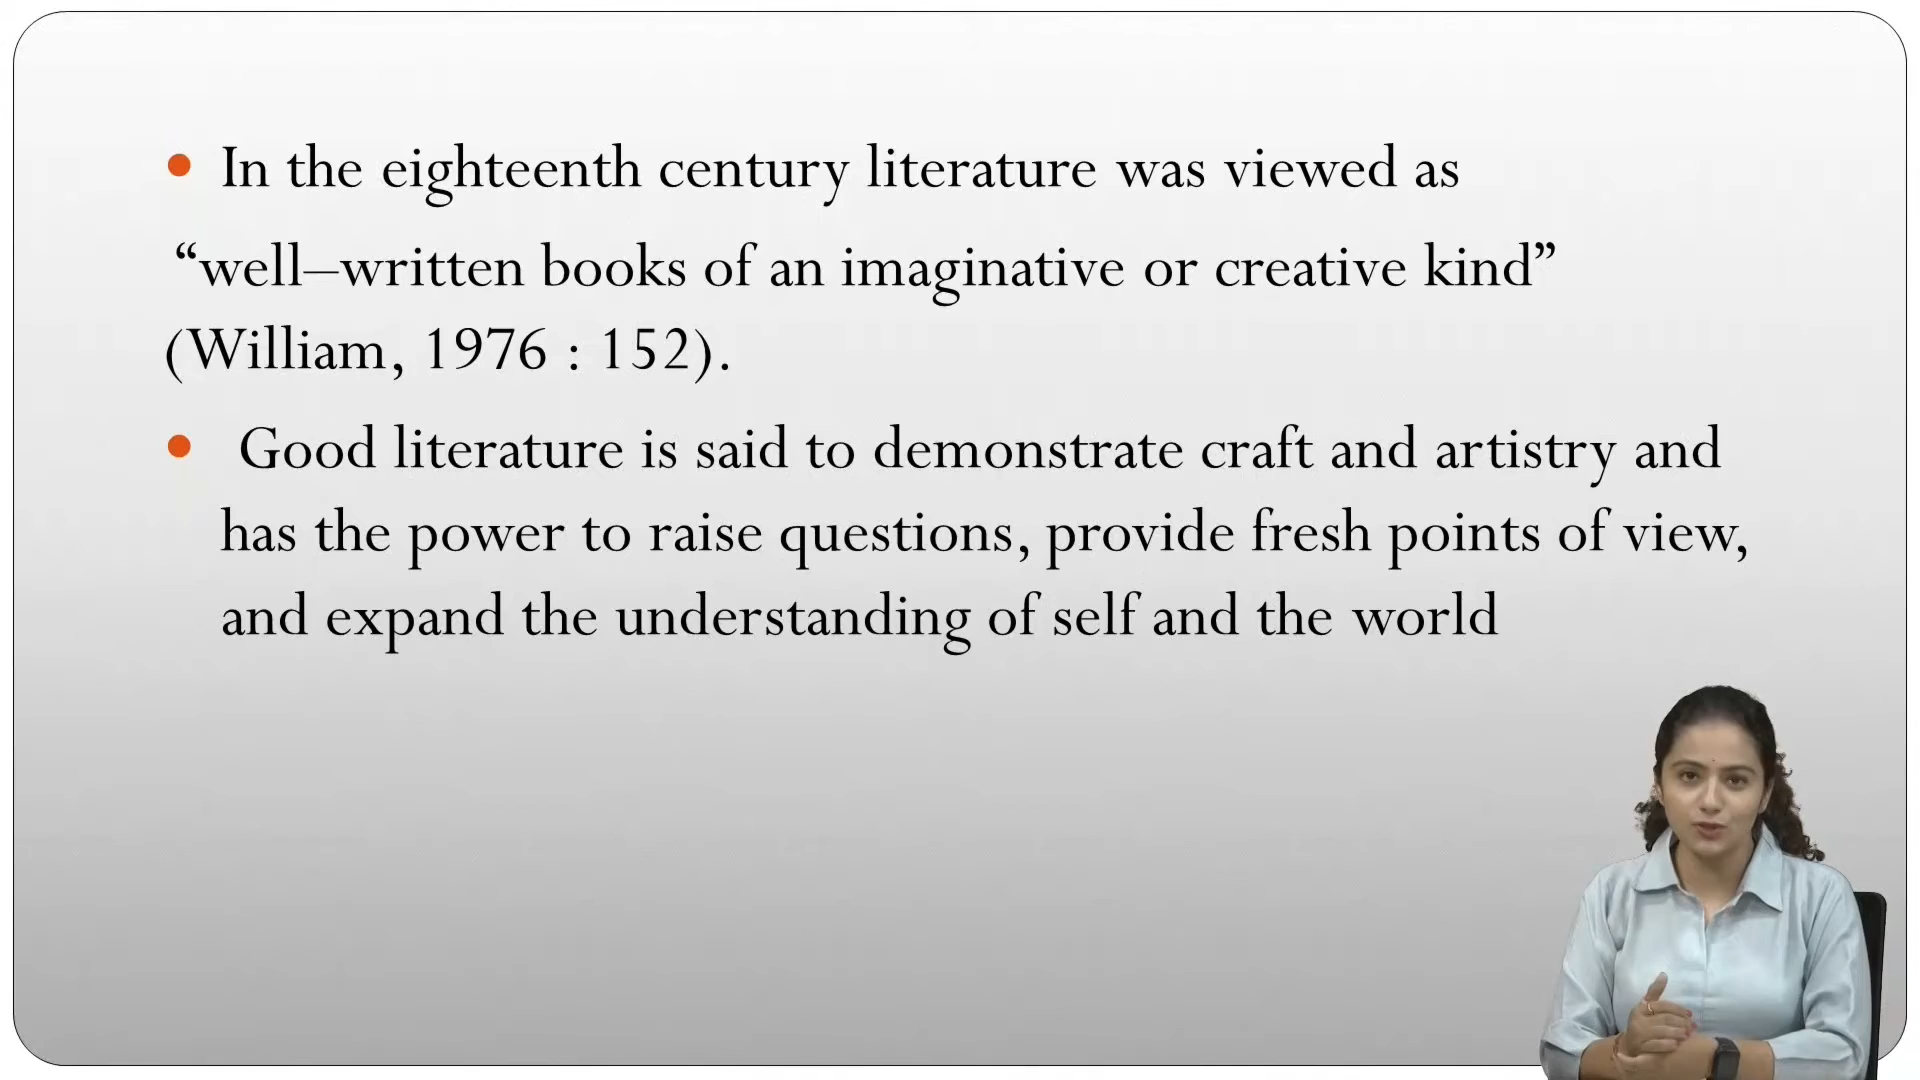 • In the eighteenth century literature was viewed as
“well–written books of an imaginative or creative kind”
(William, 1976 : 152).
• Good literature is said to demonstrate craft and artistry and
has the power to raise questions, provide fresh points of view,
and expand the understanding of self and the world